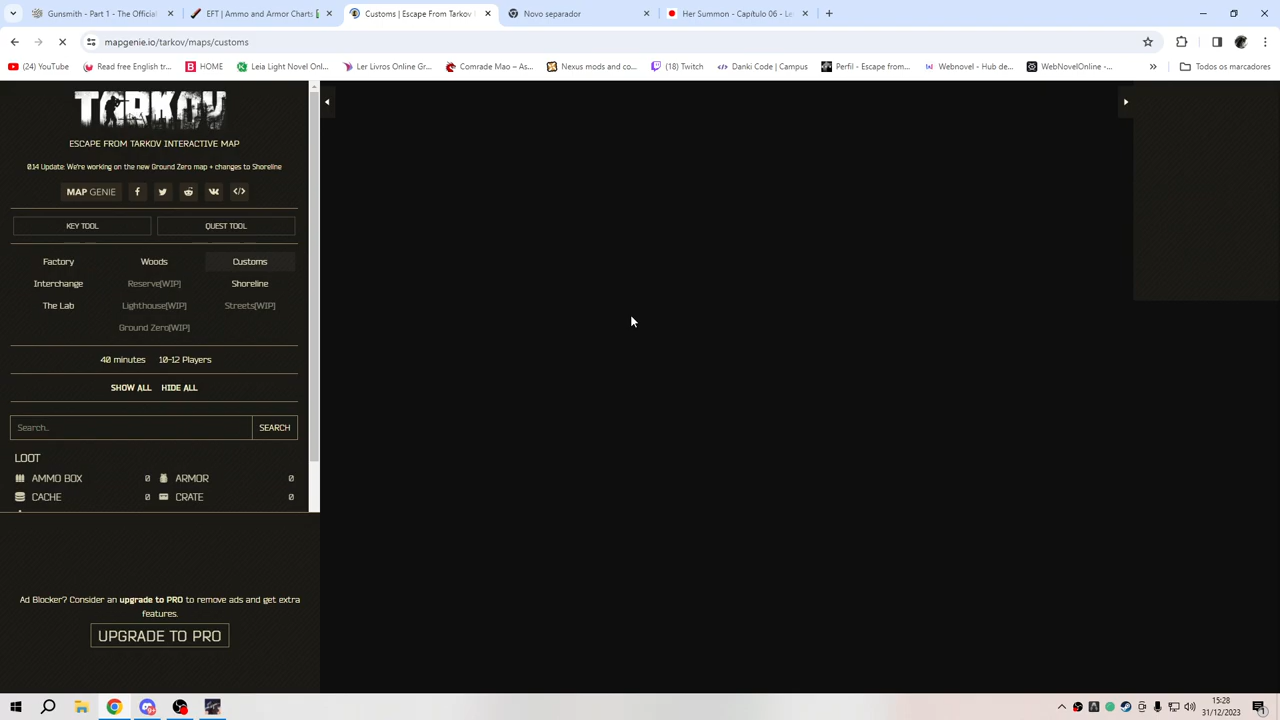 Gunsmith - Part 1 - The Official
EFT | Ammo and Armor Charts
Customs | Escape From Tarkov
Novo separador
Her Summon - Capítulo 06 - Le
mapgenie.io/tarkov/maps/customs
(24) YouTube
Read free English tr...
HOME
Leia Light Novel Onl...
Ler Livros Online Gr...
Comrade Mao – As...
Nexus mods and co...
(18) Twitch
Danki Code | Campus
Perfil - Escape from...
Webnovel - Hub de...
WebNovelOnline -...
Todos os marcadores
TARKOV
ESCAPE FROM TARKOV INTERACTIVE MAP
0.14 Update: We're working on the new Ground Zero map + changes to Shoreline
MAP GENIE
KEY TOOL
QUEST TOOL
Factory
Woods
Customs
Interchange
Reserve[WIP]
Shoreline
The Lab
Lighthouse[WIP]
Streets[WIP]
Ground Zero[WIP]
40 minutes
10-12 Players
SHOW ALL
HIDE ALL
Search..
SEARCH
LOOT
AMMO BOX 0
ARMOR 0
CACHE 0
CRATE 0
Ad Blocker? Consider an upgrade to PRO to remove ads and get extra
features.
UPGRADE TO PRO
15:28
31/12/2023